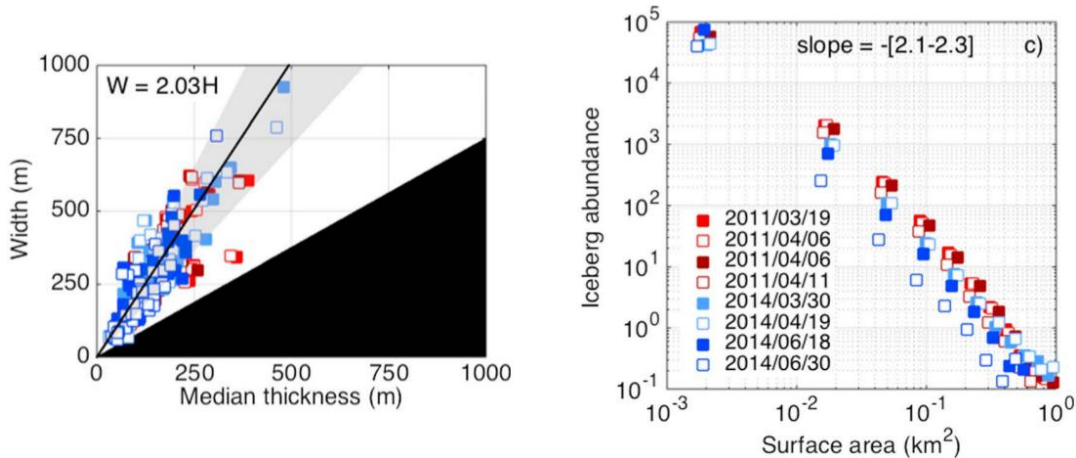 W = 2.03H
1000
750
500
250
0
Width (m)
0 250 500 750 1000
Median thickness (m)
slope = -[2.1-2.3] c)
10^5
10^4
10^3
10^2
10^1
10^0
10^-1
Iceberg abundance
2011/03/19
2011/04/06
2011/04/06
2011/04/11
2014/03/30
2014/04/19
2014/06/18
2014/06/30
10^-3 10^-2 10^-1 10^0
Surface area (km^2)